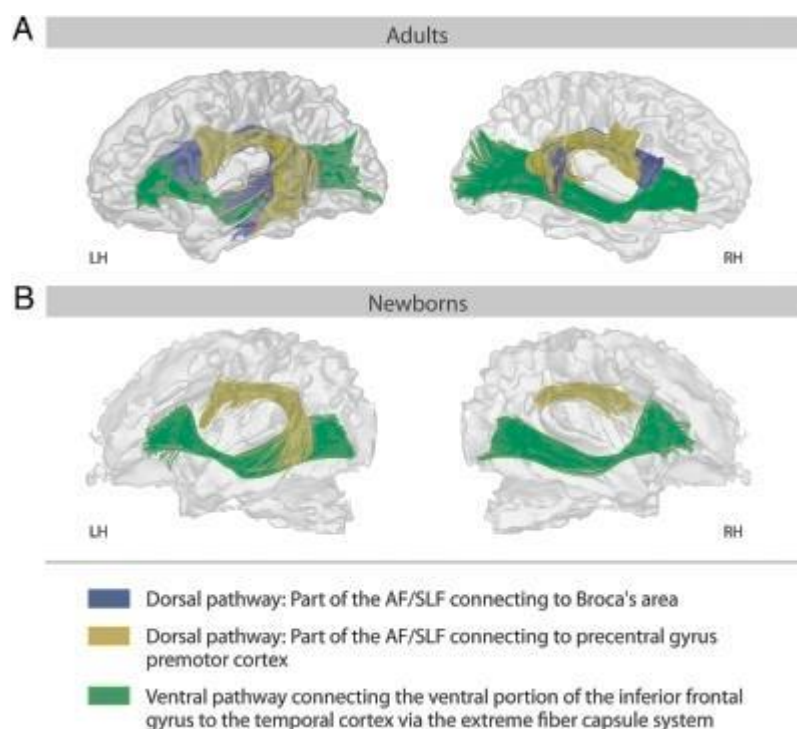 A
Adults
LH
RH
B
Newborns
LH
RH
Dorsal pathway: Part of the AF/SLF connecting to Broca's area
Dorsal pathway: Part of the AF/SLF connecting to precentral gyrus
premotor cortex
Ventral pathway connecting the ventral portion of the inferior frontal
gyrus to the temporal cortex via the extreme fiber capsule system